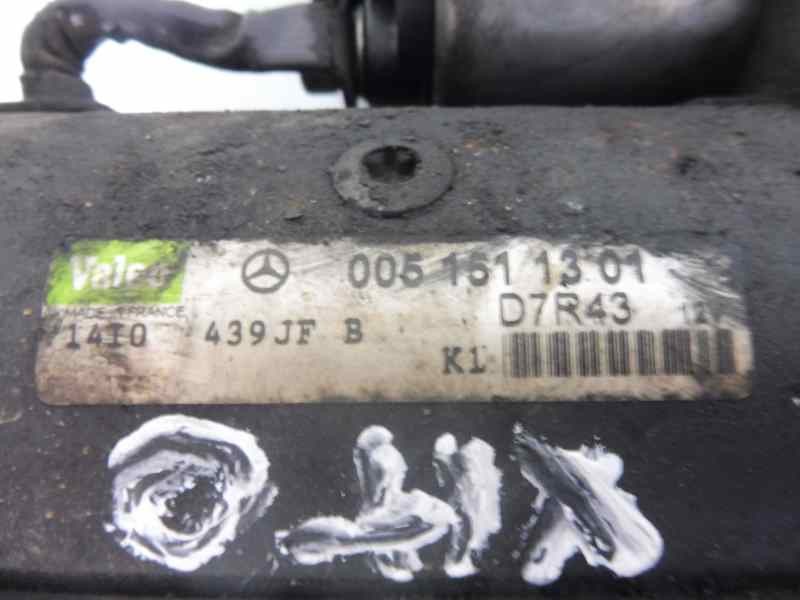 Valeo 005 151 13 01
MADE IN FRANCE D7R43 12V
1410 439JF B
K1